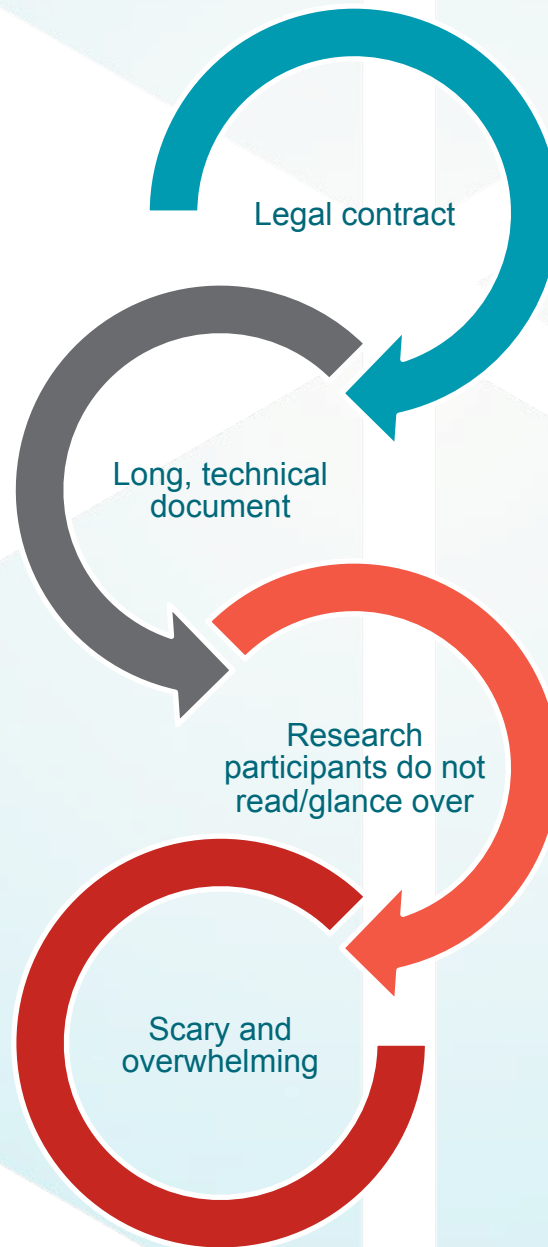 Legal contract
Long, technical
document
Research
participants do not
read/glance over
Scary and
overwhelming